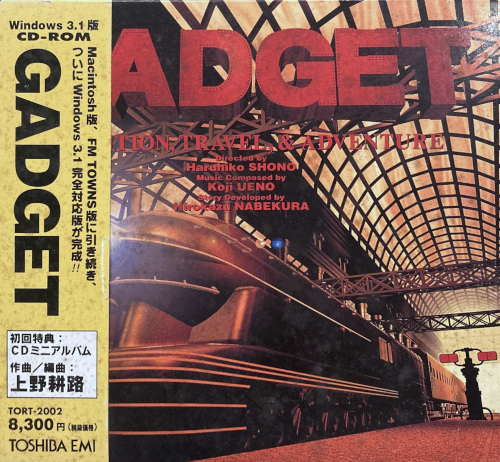 Windows 3.1 版
CD-ROM
GADGET
Macintosh版、FM TOWNS版に引き続き、
ついにWindows 3.1 完全対応版が完成!!
初回特典：
CDミニアルバム
作曲／編曲：
上野耕路
TORT-2002
8,300円(税抜価格)
TOSHIBA EMI
ADGET
TION, TRAVEL, & ADVENTURE
Directed by
Haruhiko SHONO
Music Composed by
Koji UENO
Story Developed by
Hirokazu NABEKURA